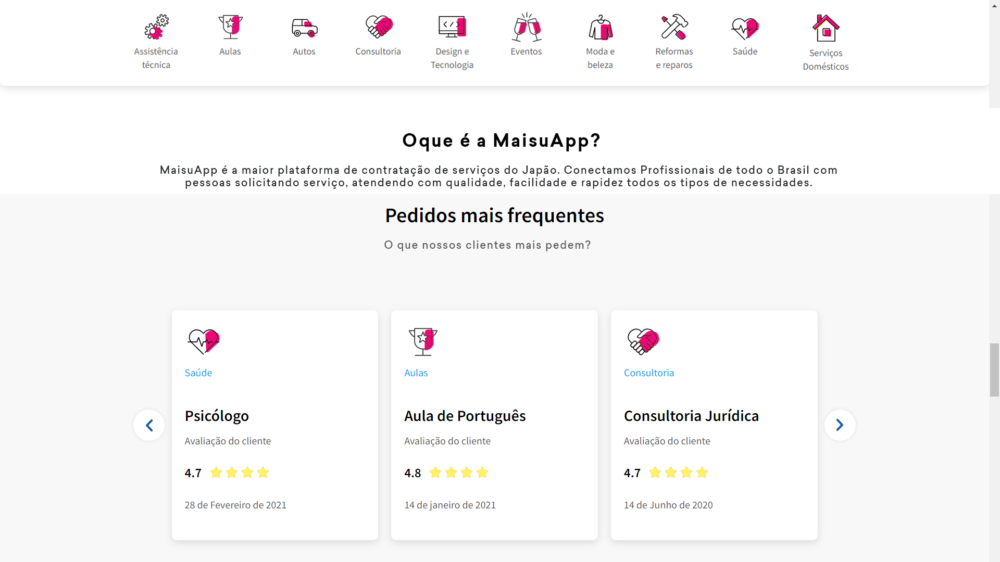 Assistência
técnica
Aulas
Autos
Consultoria
Design e
Tecnologia
Eventos
Moda e
beleza
Reformas
e reparos
Saúde
Serviços
Domésticos
Oque é a MaisuApp?
MaisuApp é a maior plataforma de contratação de serviços do Japão. Conectamos Profissionais de todo o Brasil com
pessoas solicitando serviço, atendendo com qualidade, facilidade e rapidez todos os tipos de necessidades.
Pedidos mais frequentes
O que nossos clientes mais pedem?
Saúde
Psicólogo
Avaliação do cliente
4.7
28 de Fevereiro de 2021
Aulas
Aula de Português
Avaliação do cliente
4.8
14 de janeiro de 2021
Consultoria
Consultoria Jurídica
Avaliação do cliente
4.7
14 de Junho de 2020